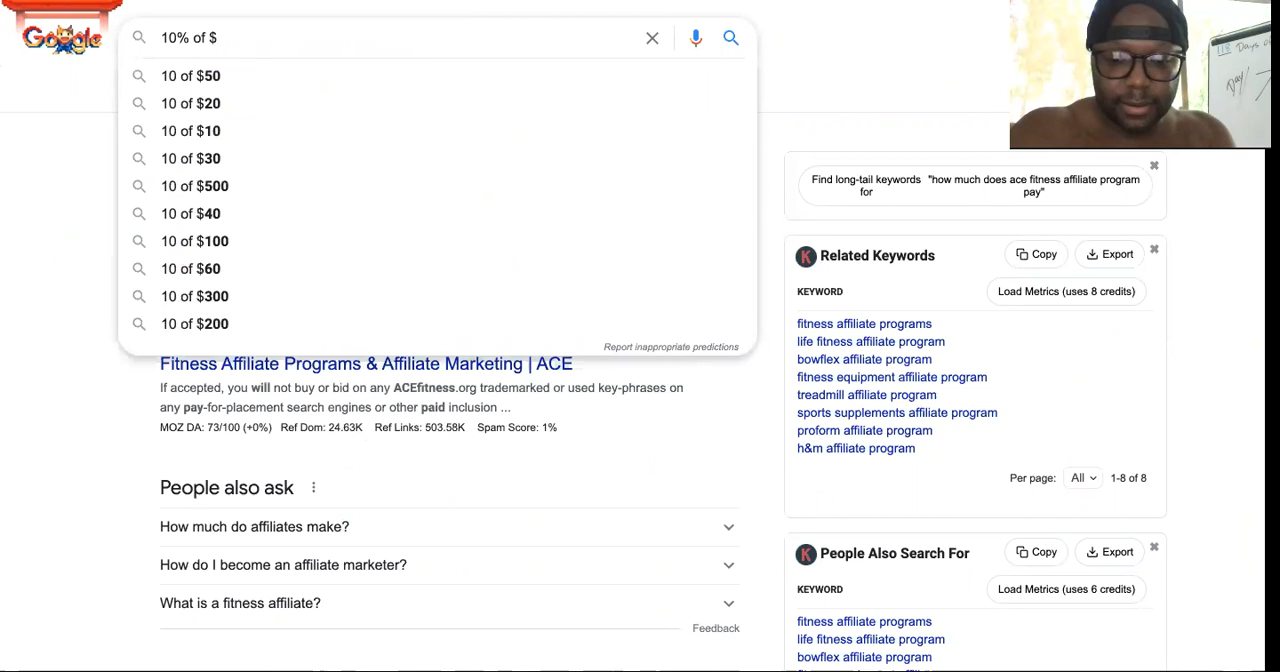 Google
10% of $
10 of $50
10 of $20
10 of $10
10 of $30
10 of $500
10 of $40
10 of $100
10 of $60
10 of $300
10 of $200
Report inappropriate predictions
Fitness Affiliate Programs & Affiliate Marketing | ACE
If accepted, you will not buy or bid on any ACEfitness.org trademarked or used key-phrases on
any pay-for-placement search engines or other paid inclusion ...
MOZ DA: 73/100 (+0%) Ref Dom: 24.63K Ref Links: 503.58K Spam Score: 1%
People also ask
How much do affiliates make?
How do I become an affiliate marketer?
What is a fitness affiliate?
Feedback
118 Days
Day/
Find long-tail keywords "how much does ace fitness affiliate program
for pay"
K Related Keywords Copy Export
KEYWORD Load Metrics (uses 8 credits)
fitness affiliate programs
life fitness affiliate program
bowflex affiliate program
fitness equipment affiliate program
treadmill affiliate program
sports supplements affiliate program
proform affiliate program
h&m affiliate program
Per page: All 1-8 of 8
K People Also Search For Copy Export
KEYWORD Load Metrics (uses 6 credits)
fitness affiliate programs
life fitness affiliate program
bowflex affiliate program